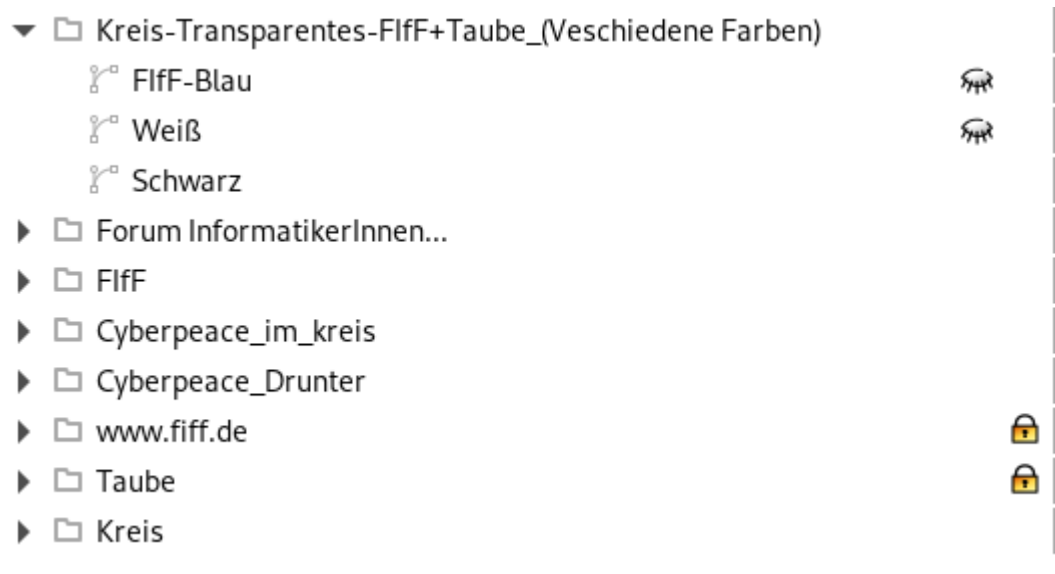 Kreis-Transparentes-FIfF+Taube_(Veschiedene Farben)
FIfF-Blau
Weiß
Schwarz
Forum InformatikerInnen...
FIfF
Cyberpeace_im_kreis
Cyberpeace_Drunter
www.fiff.de
Taube
Kreis